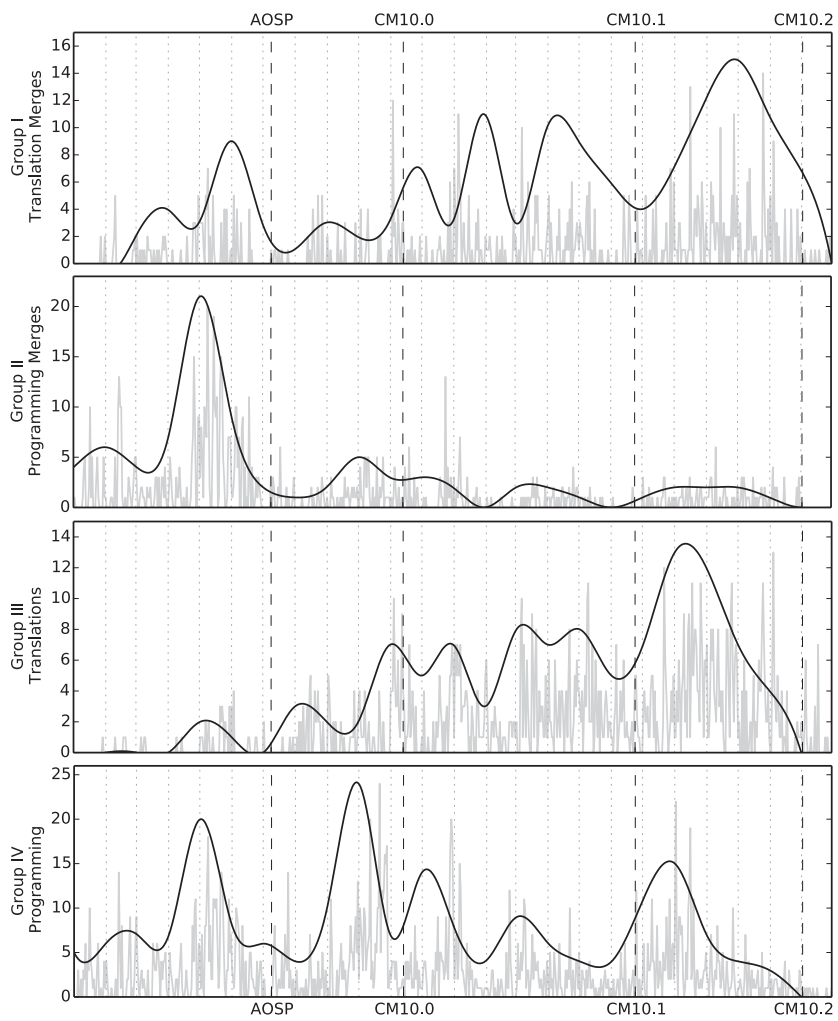 AOSP CM10.0 CM10.1 CM10.2
Group I
Translation Merges
16
14
12
10
8
6
4
2
0
Group II
Programming Merges
20
15
10
5
0
Group III
Translations
14
12
10
8
6
4
2
0
Group IV
Programming
25
20
15
10
5
0
AOSP CM10.0 CM10.1 CM10.2